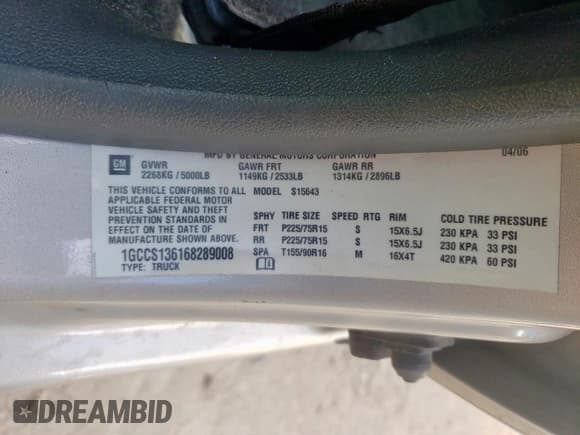 MFD BY GENERAL MOTORS CORPORATION 04/06
GM GVWR GAWR FRT GAWR RR
2268KG / 5000LB 1149KG / 2533LB 1314KG / 2896LB
THIS VEHICLE CONFORMS TO ALL MODEL S15643
APPLICABLE FEDERAL MOTOR
VEHICLE SAFETY AND THEFT
PREVENTION STANDARDS IN
EFFECT ON THE DATE OF
MANUFACTURE SHOWN ABOVE.
1GCCS136168289008
TYPE: TRUCK
SPHY TIRE SIZE SPEED RTG RIM COLD TIRE PRESSURE
FRT P225/75R15 S 15X6.5J 230 KPA 33 PSI
RR P225/75R15 S 15X6.5J 230 KPA 33 PSI
SPA T155/90R16 M 16X4T 420 KPA 60 PSI
DREAMBID